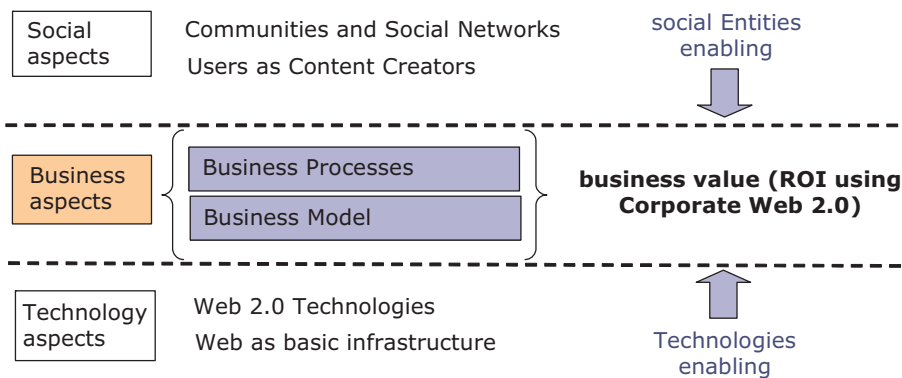 Social
aspects
Communities and Social Networks
Users as Content Creators
social Entities
enabling
Business
aspects
Business Processes
Business Model
business value (ROI using
Corporate Web 2.0)
Technology
aspects
Web 2.0 Technologies
Web as basic infrastructure
Technologies
enabling